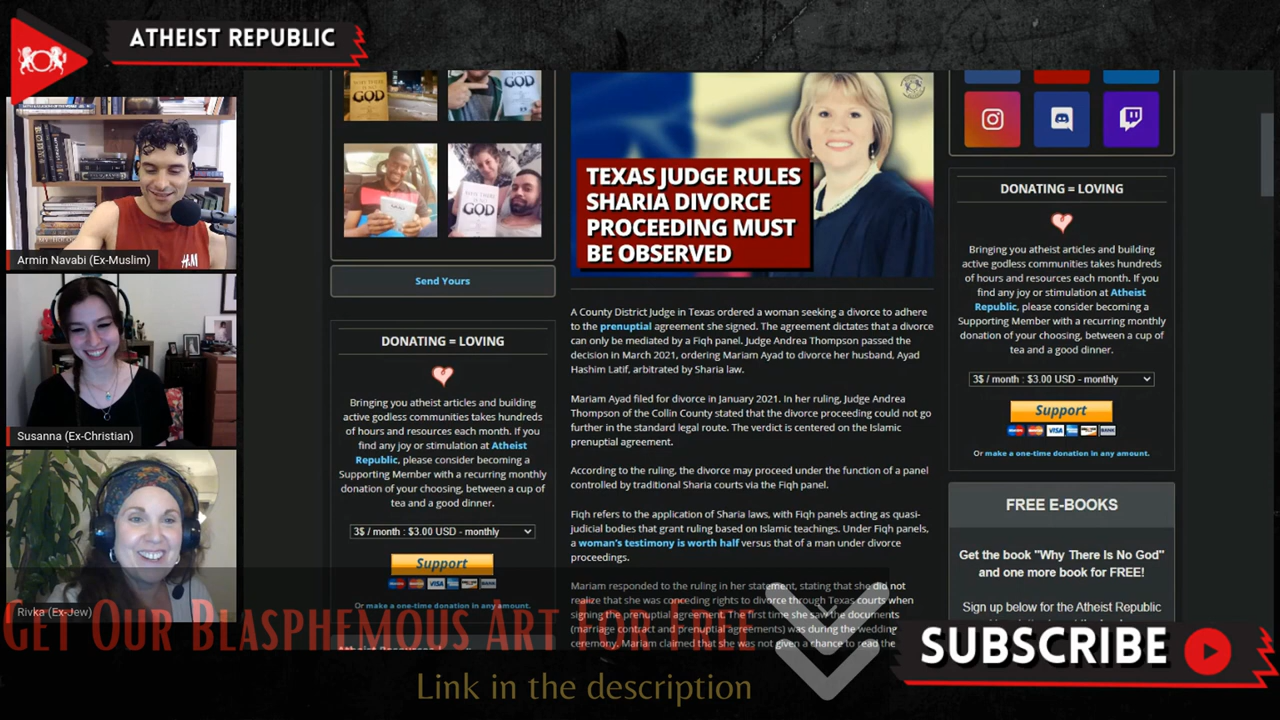 ATHEIST REPUBLIC
Armin Navabi (Ex-Muslim)
H.M
Susanna (Ex-Christian)
Rivka (Ex-Jew)
GOD
GOD
GOD
Send Yours
DONATING = LOVING
Bringing you atheist articles and building
active godless communities takes hundreds
of hours and resources each month. If you
find any joy or stimulation at Atheist
Republic, please consider becoming a
Supporting Member with a recurring monthly
donation of your choosing, between a cup of
tea and a good dinner.
3$ / month : $3.00 USD - monthly
Support
VISA
BANK
Or make a one-time donation in any amount.
TEXAS JUDGE RULES
SHARIA DIVORCE
PROCEEDING MUST
BE OBSERVED
A County District Judge in Texas ordered a woman seeking a divorce to adhere
to the prenuptial agreement she signed. The agreement dictates that a divorce
can only be mediated by a Fiqh panel. Judge Andrea Thompson passed the
decision in March 2021, ordering Mariam Ayad to divorce her husband, Ayad
Hashim Latif, arbitrated by Sharia law.
Mariam Ayad filed for divorce in January 2021. In her ruling, Judge Andrea
Thompson of the Collin County stated that the divorce proceeding could not go
further in the standard legal route. The verdict is centered on the Islamic
prenuptial agreement.
According to the ruling, the divorce may proceed under the function of a panel
controlled by traditional Sharia courts via the Fiqh panel.
Fiqh refers to the application of Sharia laws, with Fiqh panels acting as quasi-
judicial bodies that grant ruling based on Islamic teachings. Under Fiqh panels,
a woman's testimony is worth half versus that of a man under divorce
proceedings.
Mariam responded to the ruling in her statement, stating that she did not
realize that she was conceding rights to divorce through Texas courts when
signing the prenuptial agreement. The first time she saw the documents
(marriage contract and prenuptial agreements) was during the wedding
ceremony. Mariam claimed that she was not given a chance to read the
DONATING = LOVING
Bringing you atheist articles and building
active godless communities takes hundreds
of hours and resources each month. If you
find any joy or stimulation at Atheist
Republic, please consider becoming a
Supporting Member with a recurring monthly
donation of your choosing, between a cup of
tea and a good dinner.
3$ / month : $3.00 USD - monthly
Support
VISA
BANK
Or make a one-time donation in any amount.
FREE E-BOOKS
Get the book "Why There Is No God"
and one more book for FREE!
Sign up below for the Atheist Republic
Get Our Blasphemous Art For Free
Link in the description
SUBSCRIBE